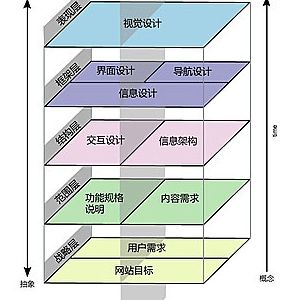 表现层
视觉设计
框架层
界面设计
导航设计
信息设计
结构层
交互设计
信息架构
time
范围层
功能规格
说明
内容需求
战略层
用户需求
网站目标
抽象
概念